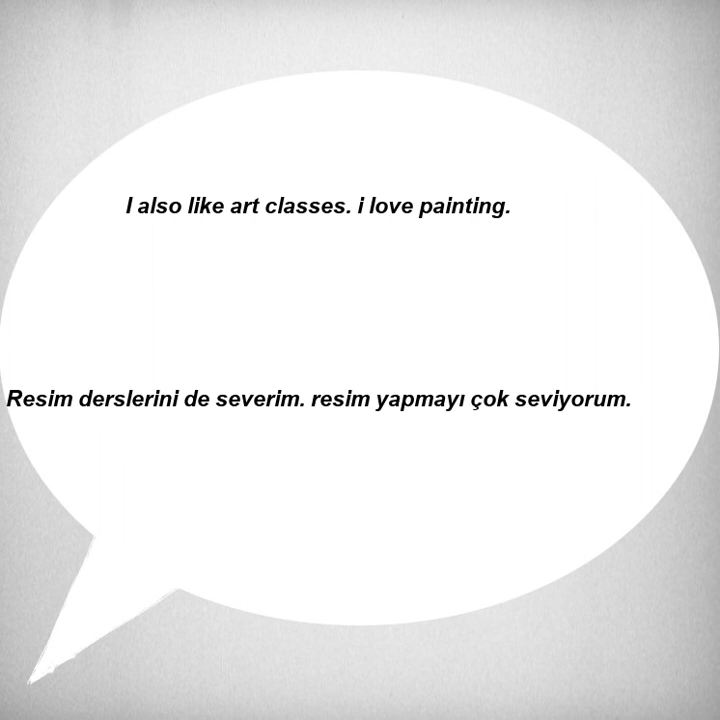 I also like art classes. i love painting.
Resim derslerini de severim. resim yapmayı çok seviyorum.